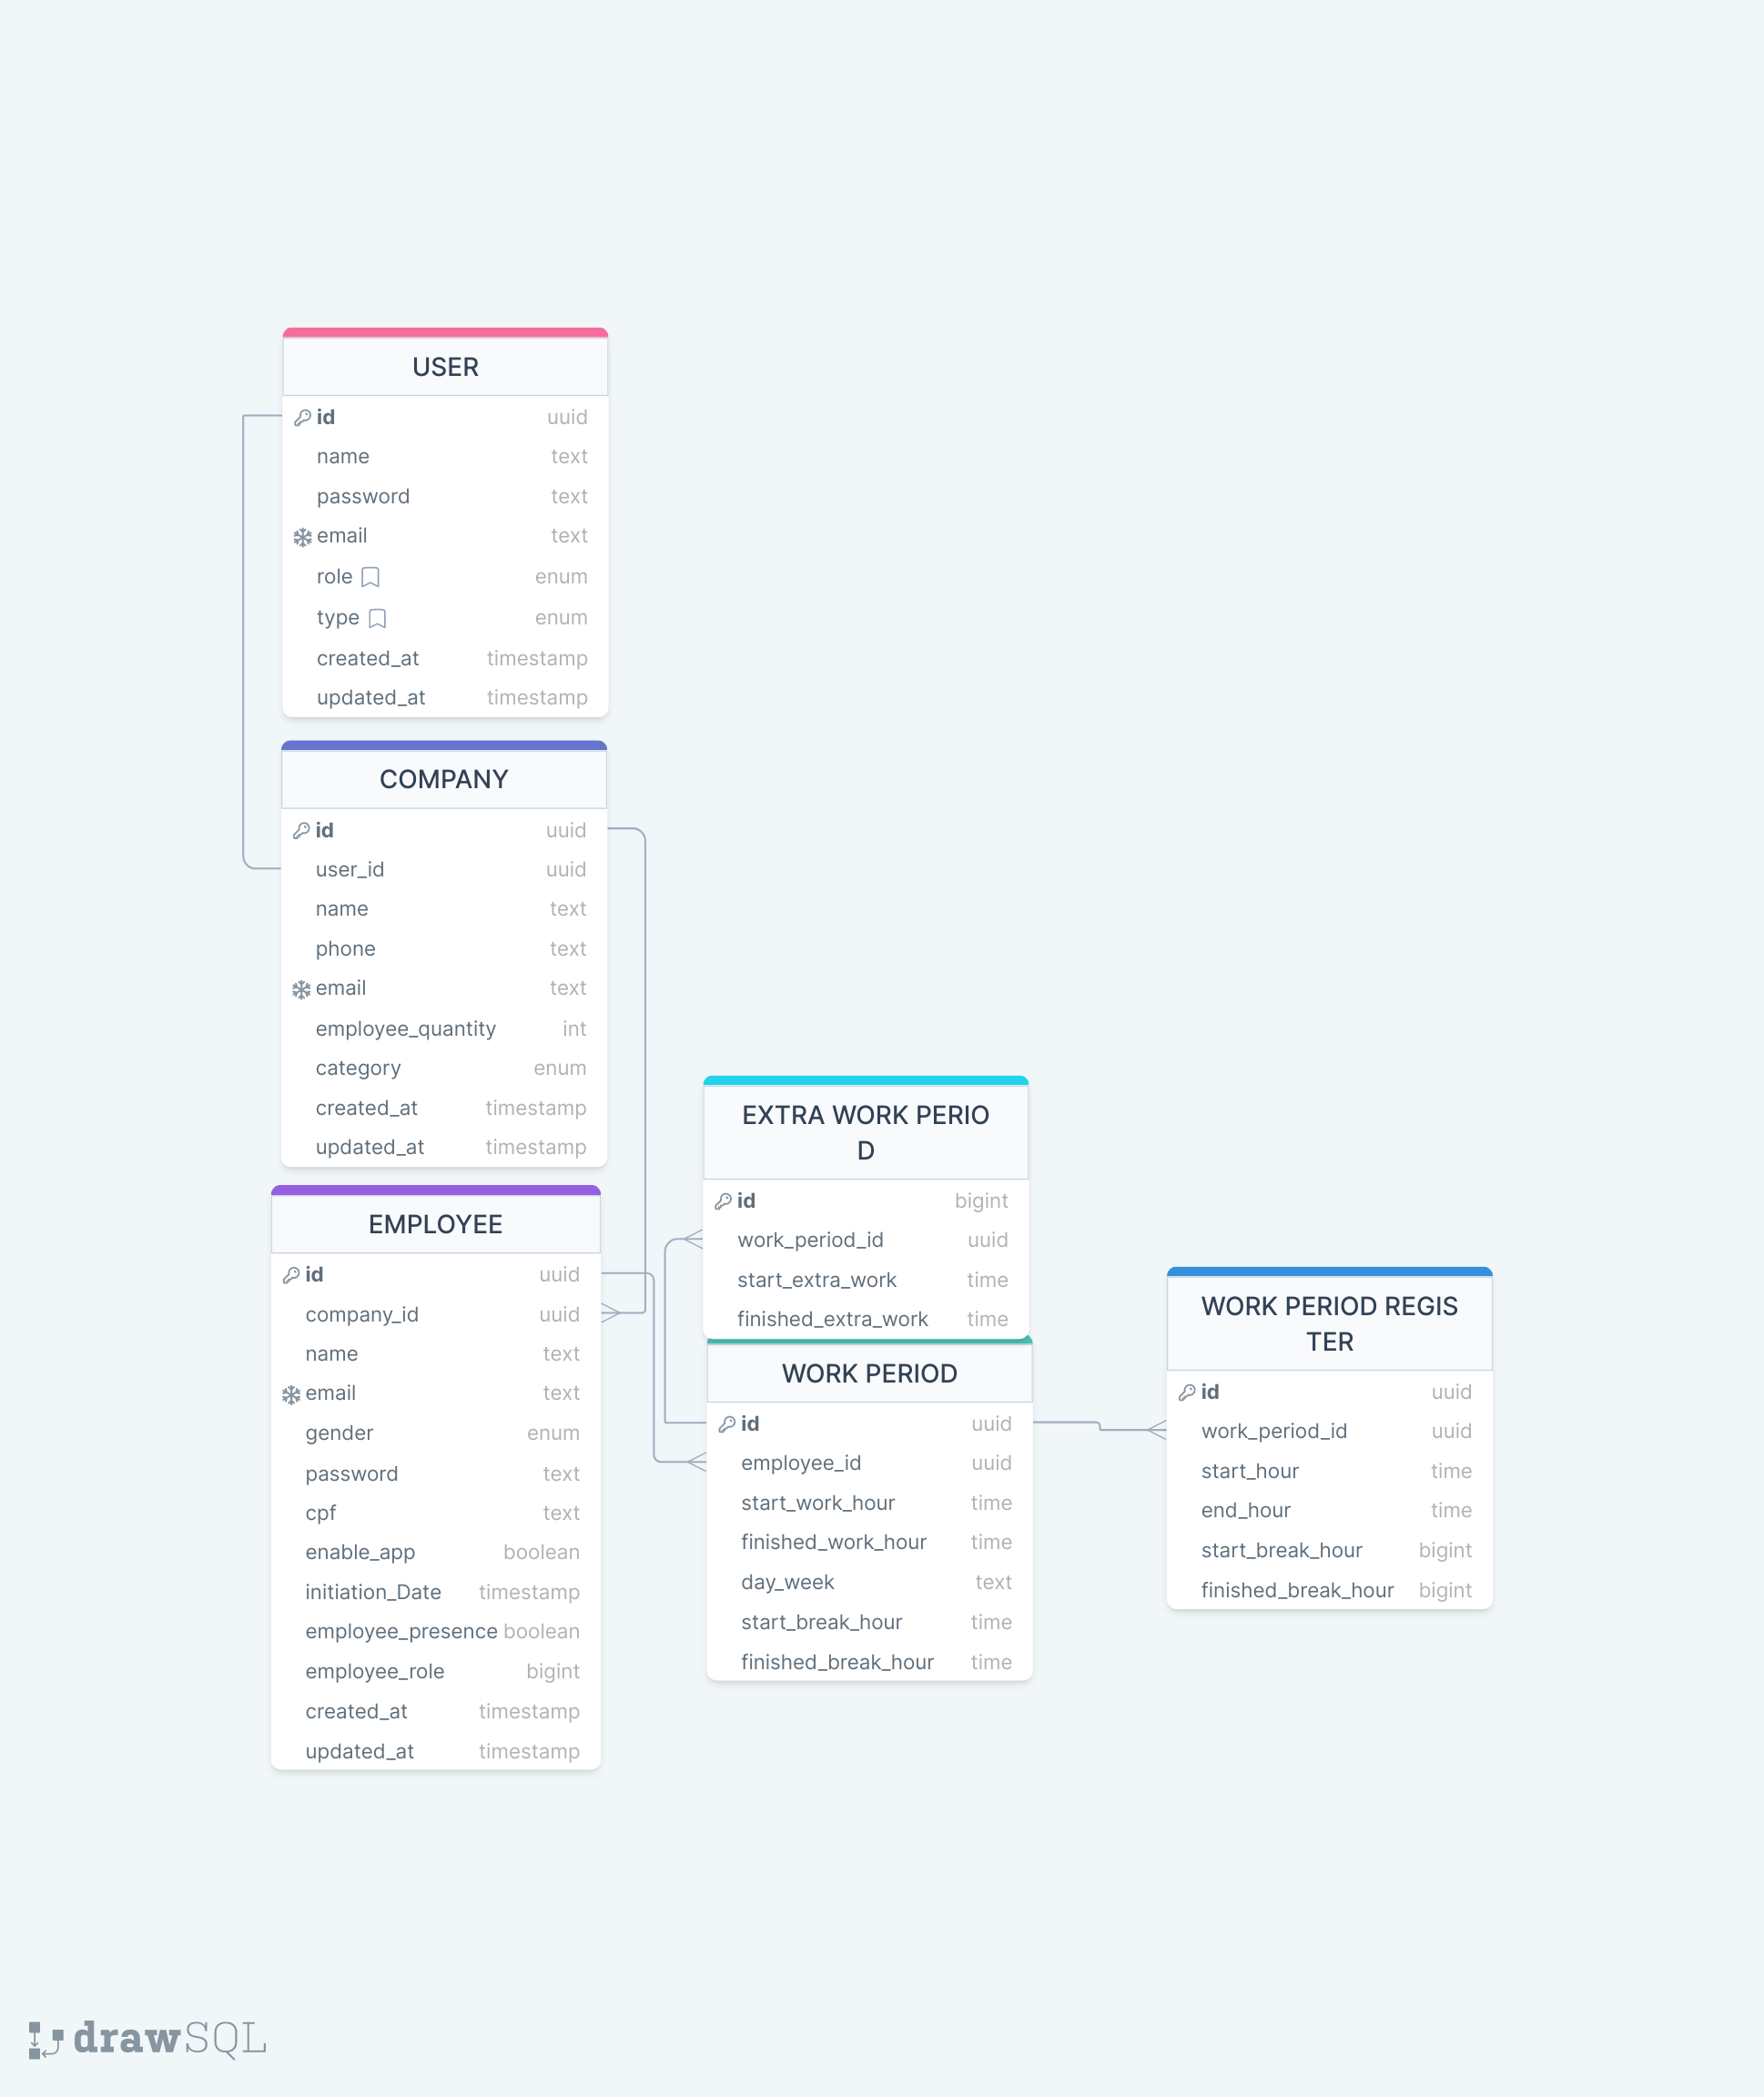 USER
id uuid
name text
password text
email text
role enum
type enum
created_at timestamp
updated_at timestamp
COMPANY
id uuid
user_id uuid
name text
phone text
email text
employee_quantity int
category enum
created_at timestamp
updated_at timestamp
EMPLOYEE
id uuid
company_id uuid
name text
email text
gender enum
password text
cpf text
enable_app boolean
initiation_Date timestamp
employee_presence boolean
employee_role bigint
created_at timestamp
updated_at timestamp
EXTRA WORK PERIO
D
id bigint
work_period_id uuid
start_extra_work time
finished_extra_work time
WORK PERIOD
id uuid
employee_id uuid
start_work_hour time
finished_work_hour time
day_week text
start_break_hour time
finished_break_hour time
WORK PERIOD REGIS
TER
id uuid
work_period_id uuid
start_hour time
end_hour time
start_break_hour bigint
finished_break_hour bigint
drawSQL